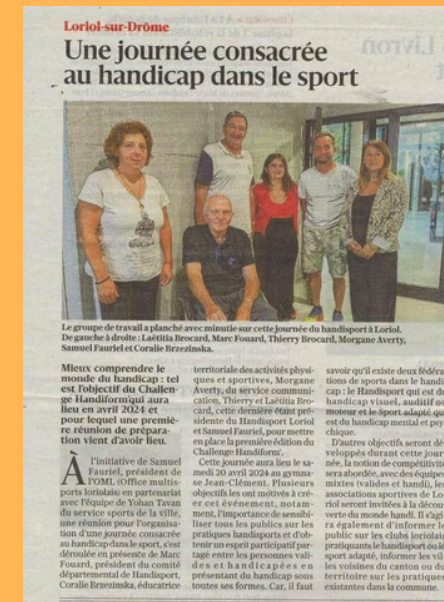 Loriol-sur-Drôme
Une journée consacrée
au handicap dans le sport
Le groupe de travail a planché avec minutie sur cette journée du handisport à Loriol.
De gauche à droite : Laëtitia Brocard, Marc Fouard, Thierry Brocard, Morgane Averty,
Samuel Fauriel et Coralie Brzezinska.
Mieux comprendre le
monde du handicap : tel
est l'objectif du Challen-
ge Handiform'qui aura
lieu en avril 2024 et
pour lequel une premiè-
re réunion de prépara-
tion vient d'avoir lieu.
À l'initiative de Samuel
Fauriel, président de
l'OML (Office multis-
ports loriolais) en partenariat
avec l'équipe de Yohan Tavan
du service sports de la ville,
une réunion pour l'organisa-
tion d'une journée consacrée
au handicap dans le sport, s'est
déroulée en présence de Marc
Fouard, président du comité
départemental de Handisport,
Coralie Brzezinska, éducatrice
territoriale des activités physi-
ques et sportives, Morgane
Averty, du service communi-
cation, Thierry et Laëtitia Bro-
card, cette dernière étant pré-
sidente du Handisport Loriol
et Samuel Fauriel, pour mettre
en place la première édition du
Challenge Handiform'.
Cette journée aura lieu le sa-
medi 20 avril 2024 au gymna-
se Jean-Clément. Plusieurs
objectifs les ont motivés à cré-
er cet événement, notam-
ment, l'importance de sensibi-
liser tous les publics sur les
pratiques handisports et d'ob-
tenir un esprit participatif par-
tagé entre les personnes vali-
des et handicapées en
présentant du handicap sous
toutes ses formes. Car, il faut
savoir qu'il existe deux fédéra
tions de sports dans le handi
cap : le Handisport qui est du
handicap visuel, auditif ou
moteur et le Sport adapté qui
est du handicap mental et psy
chique.
D'autres objectifs seront dé
veloppés durant cette jour
née, la notion de compétitivité
sera abordée, avec des équipes
mixtes (valides et handi), les
associations sportives de Lo
riol seront invitées à la décou
verte du monde handi. Il s'agi
ra également d'informer le
public sur les clubs loriolais
pratiquants le handisport ou le
sport adapté, informer les vil
les voisines du canton ou du
territoire sur les pratiques
existantes dans la commune.